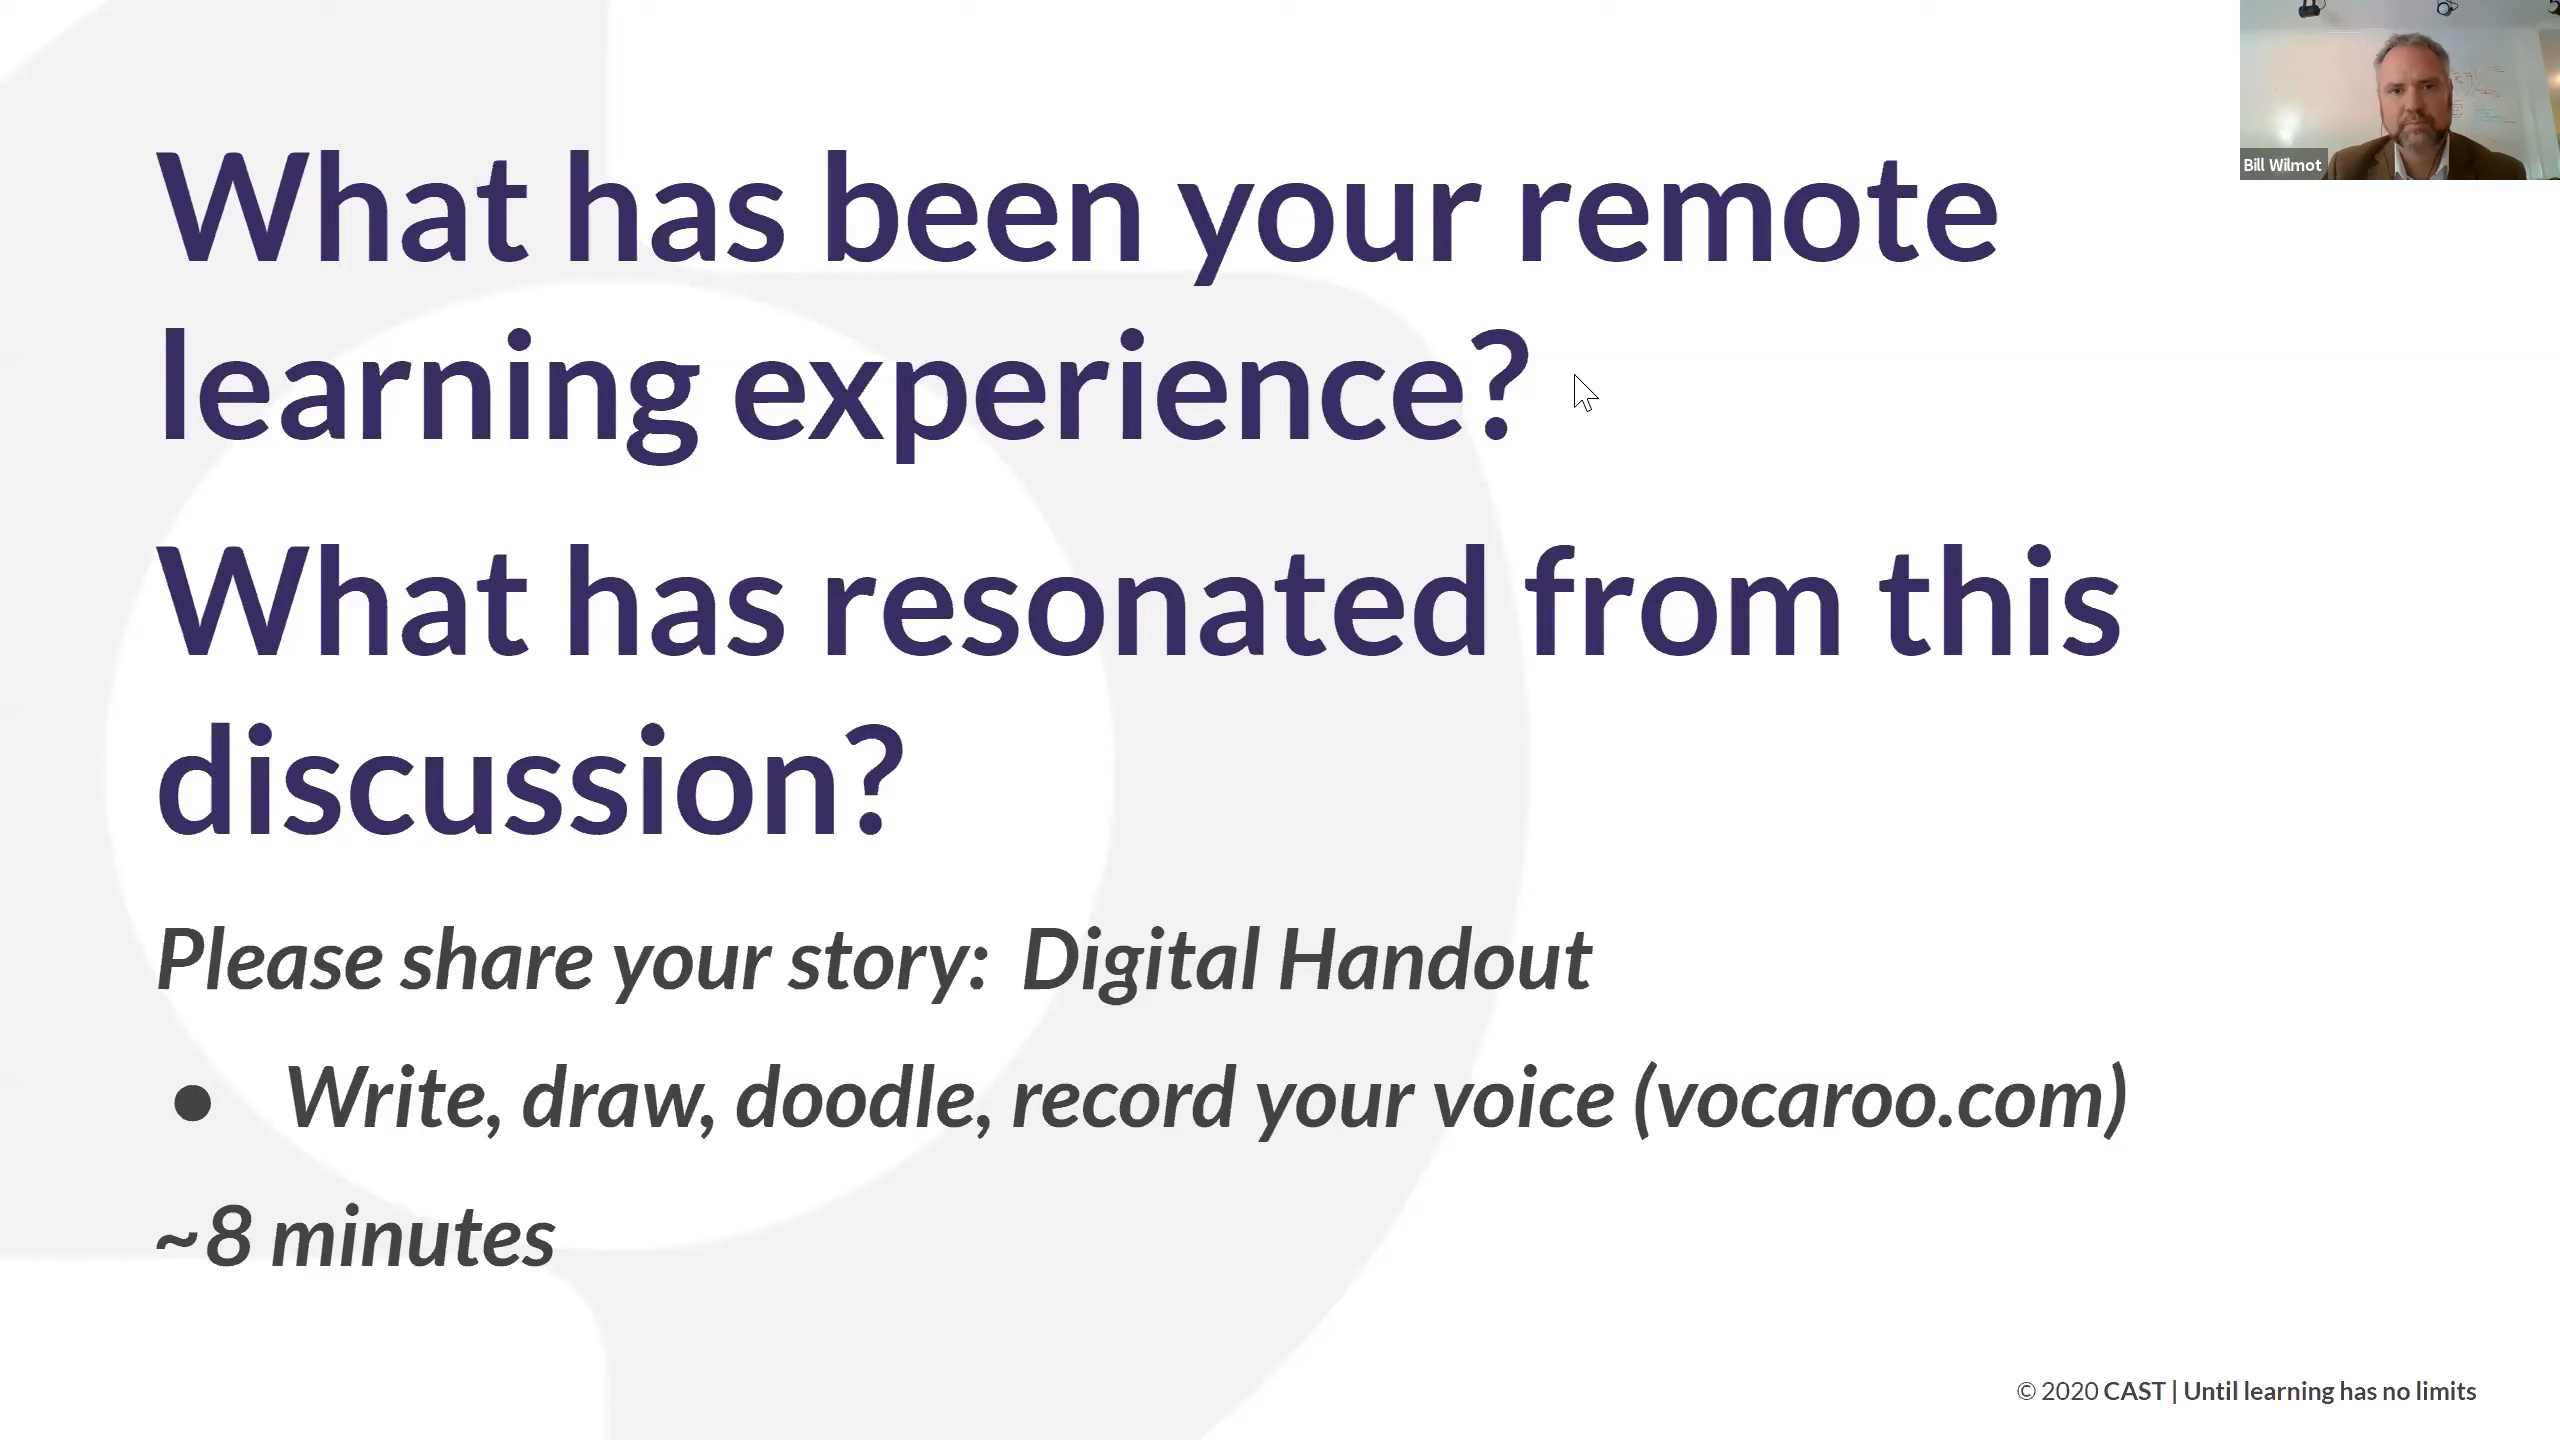 What has been your remote
learning experience?
What has resonated from this
discussion?
Please share your story: Digital Handout
● Write, draw, doodle, record your voice (vocaroo.com)
~8 minutes
Bill Wilmot
© 2020 CAST | Until learning has no limits